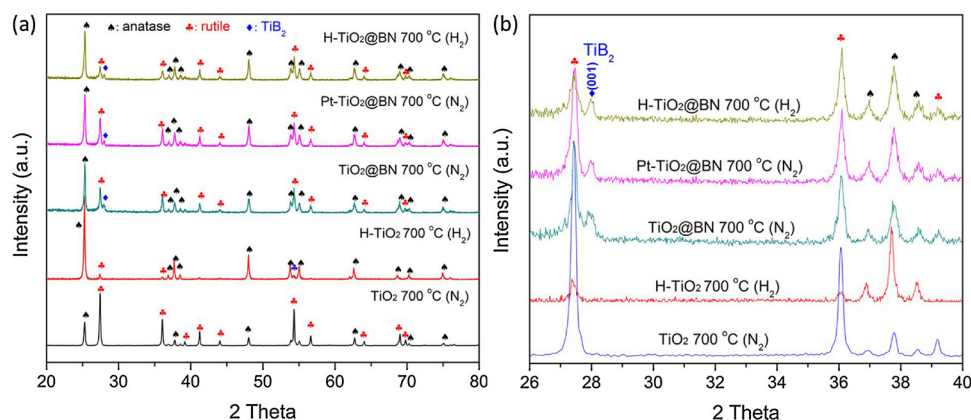 (a)
♠: anatase ♣: rutile ♦: TiB₂
H-TiO₂@BN 700 °C (H₂)
Pt-TiO₂@BN 700 °C (N₂)
TiO₂@BN 700 °C (N₂)
H-TiO₂ 700 °C (H₂)
TiO₂ 700 °C (N₂)
Intensity (a.u.)
20 30 40 50 60 70 80
2 Theta
(b)
TiB₂
(001)
H-TiO₂@BN 700 °C (H₂)
Pt-TiO₂@BN 700 °C (N₂)
TiO₂@BN 700 °C (N₂)
H-TiO₂ 700 °C (H₂)
TiO₂ 700 °C (N₂)
Intensity (a.u.)
26 28 30 32 34 36 38 40
2 Theta